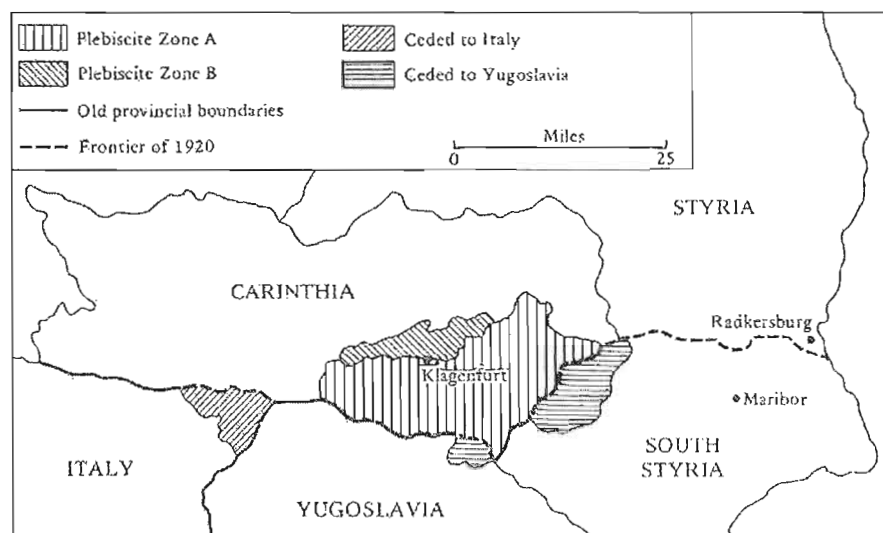 Plebiscite Zone A
Plebiscite Zone B
Old provincial boundaries
Frontier of 1920
Ceded to Italy
Ceded to Yugoslavia
Miles
0 25
STYRIA
CARINTHIA
Radkersburg
Klagenfurt
Maribor
SOUTH
STYRIA
ITALY
YUGOSLAVIA